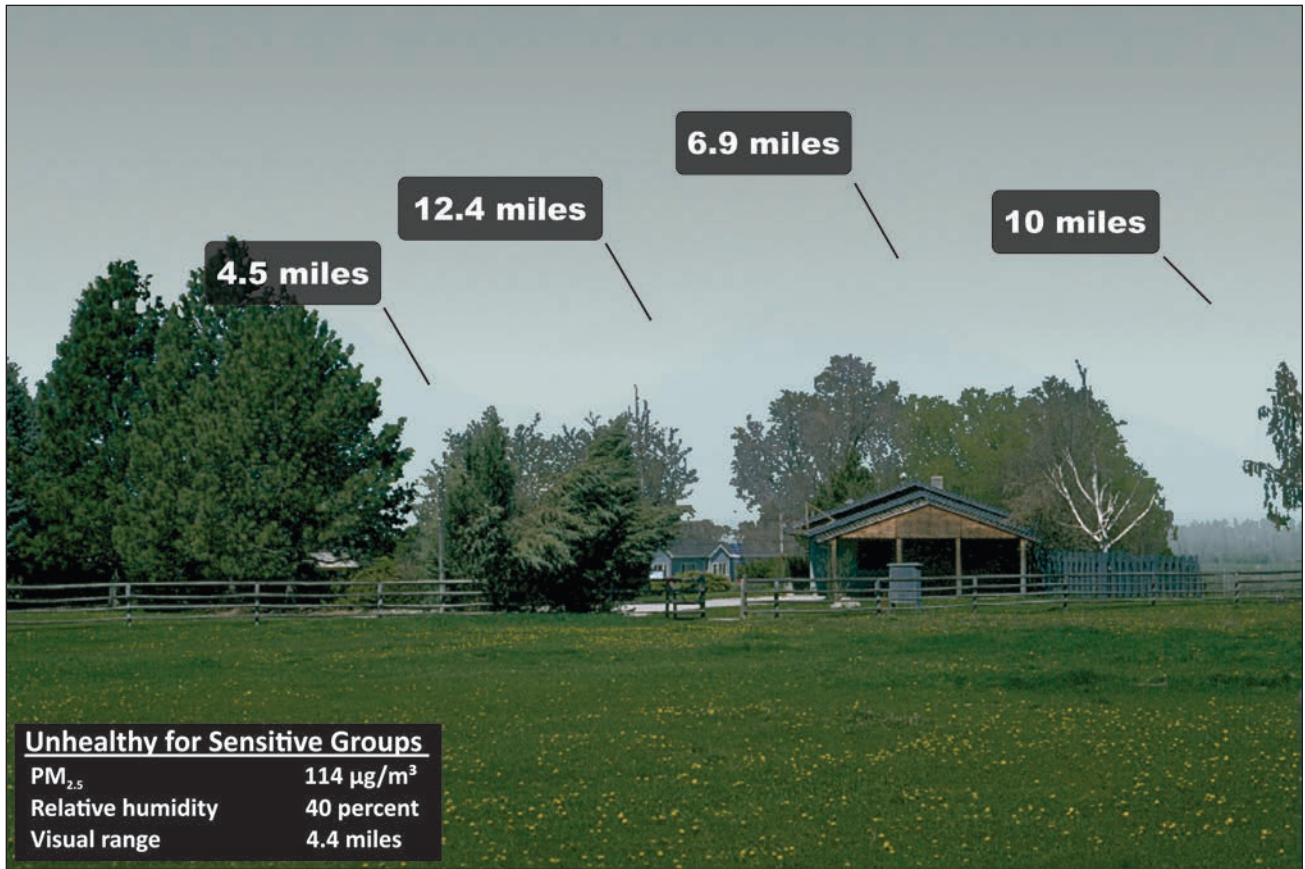 6.9 miles
12.4 miles
10 miles
4.5 miles
Unhealthy for Sensitive Groups
PM₂.₅ 114 µg/m³
Relative humidity 40 percent
Visual range 4.4 miles